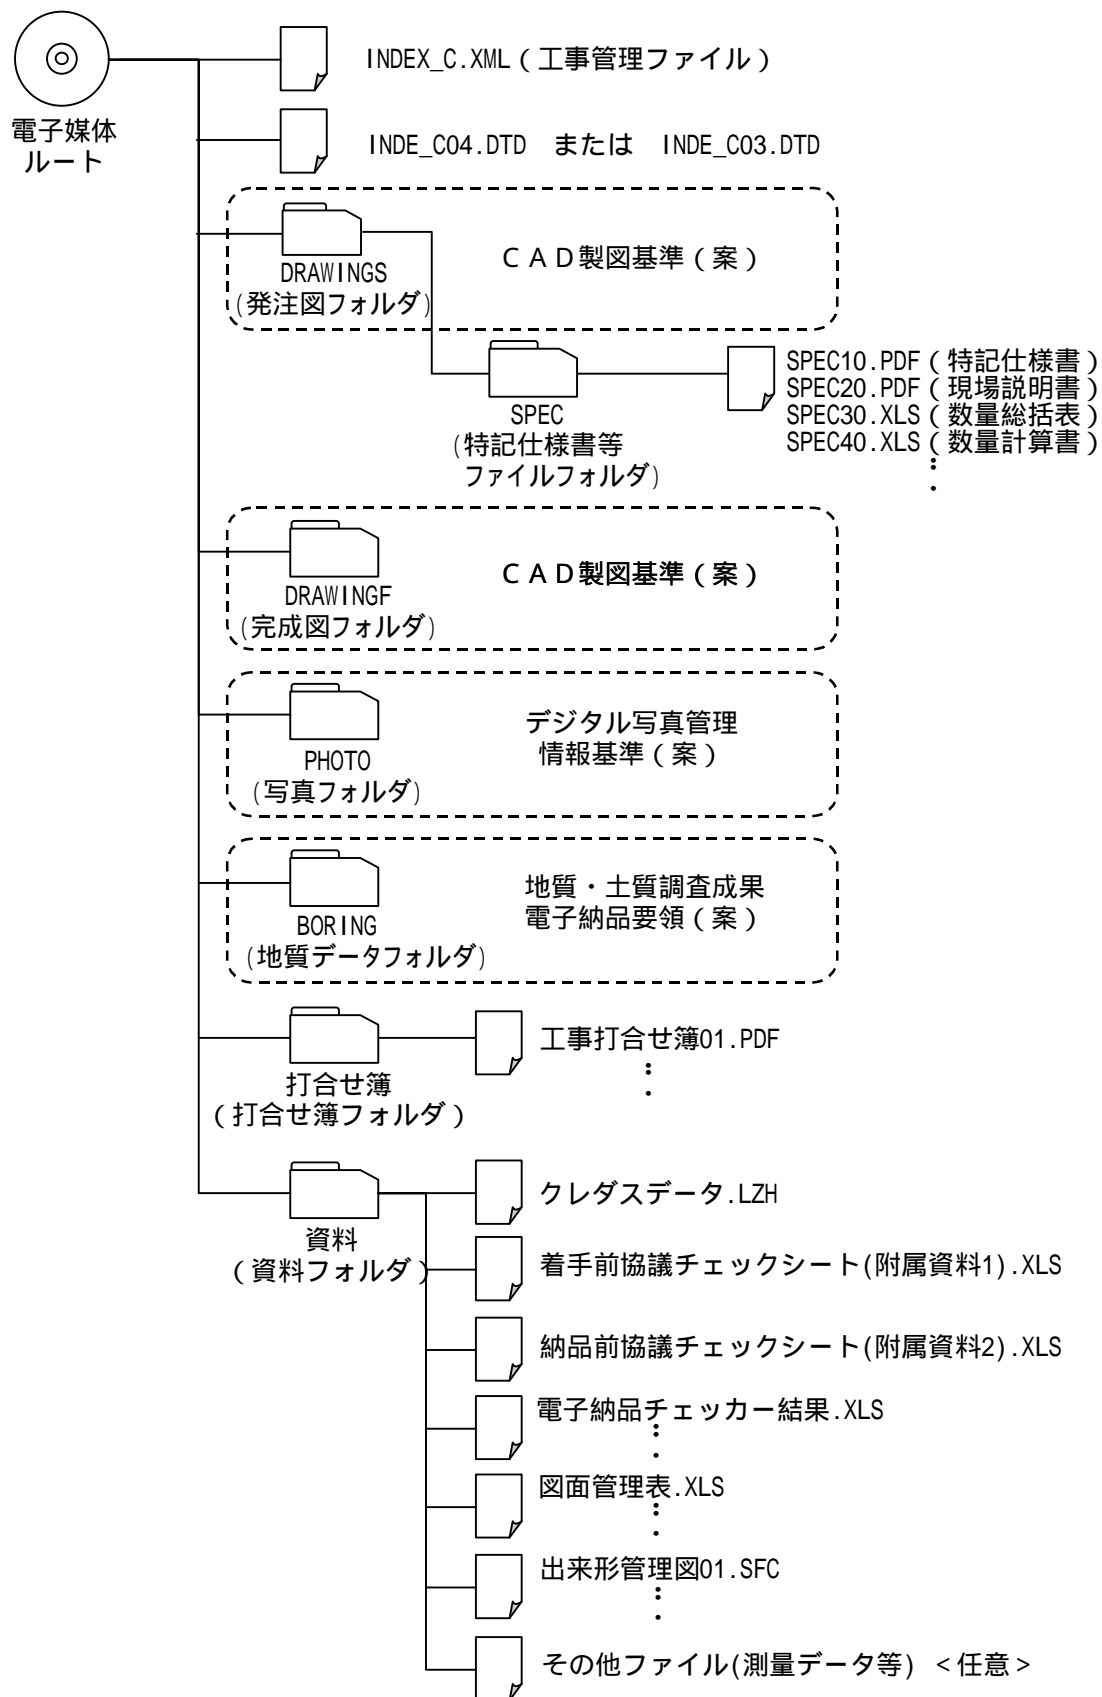 INDEX_C.XML(工事管理ファイル)
電子媒体
ルート
INDE_C04.DTD または INDE_C03.DTD
CAD製図基準(案)
DRAWINGS
(発注図フォルダ)
SPEC10.PDF(特記仕様書)
SPEC20.PDF(現場説明書)
SPEC30.XLS(数量総括表)
SPEC40.XLS(数量計算書)
SPEC
(特記仕様書等
ファイルフォルダ)
CAD製図基準(案)
DRAWINGF
(完成図フォルダ)
デジタル写真管理
情報基準(案)
PHOTO
(写真フォルダ)
地質・土質調査成果
電子納品要領(案)
BORING
(地質データフォルダ)
工事打合せ簿01.PDF
打合せ簿
(打合せ簿フォルダ)
クレダスデータ.LZH
資料
(資料フォルダ)
着手前協議チェックシート(附属資料1).XLS
納品前協議チェックシート(附属資料2).XLS
電子納品チェッカー結果.XLS
図面管理表.XLS
出来形管理図01.SFC
その他ファイル(測量データ等) <任意>